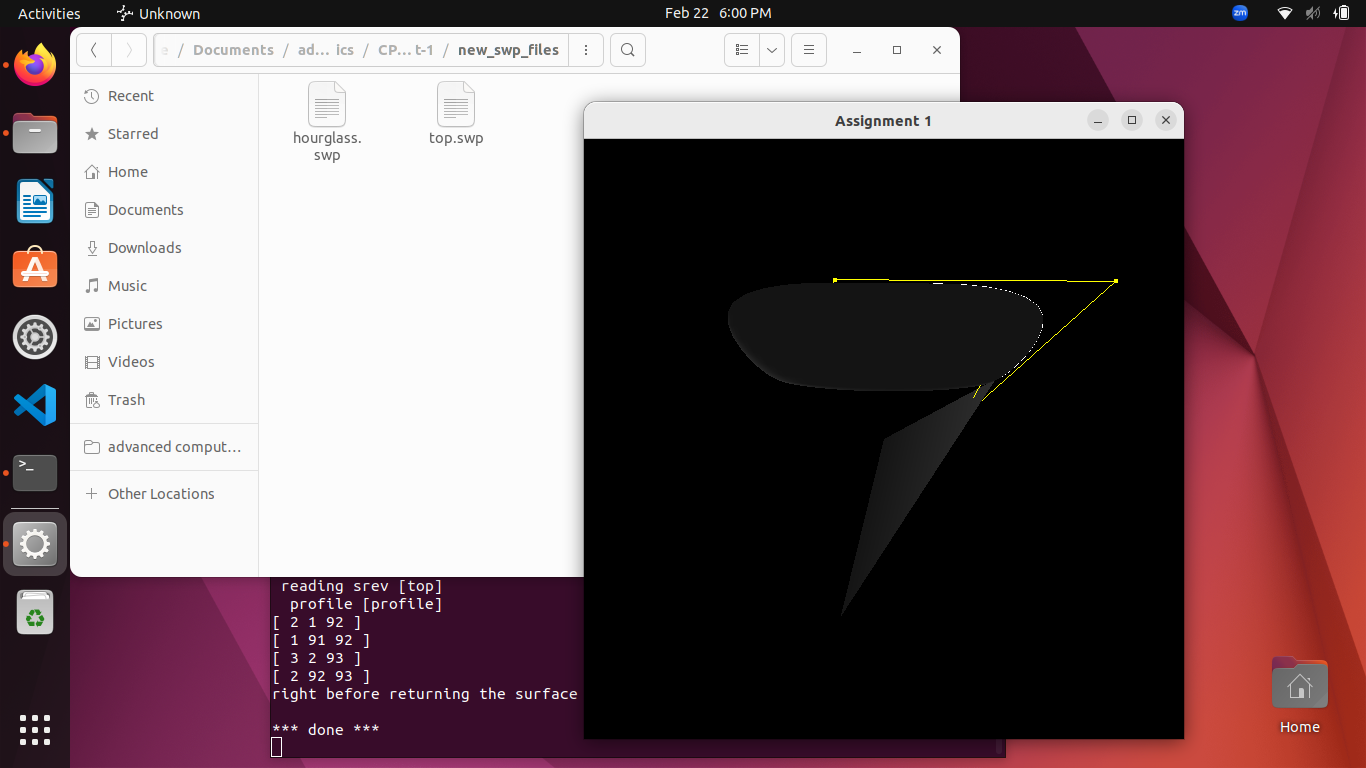 Activities
Unknown
Feb 22 6:00 PM
zm
e / Documents / ad... ics / CP...t-1 / new_swp_files
Recent
Starred
Home
Documents
Downloads
Music
Pictures
Videos
Trash
advanced comput...
Other Locations
hourglass.
swp
top.swp
Assignment 1
reading srev [top]
profile [profile]
[ 2 1 92 ]
[ 1 91 92 ]
[ 3 2 93 ]
[ 2 92 93 ]
right before returning the surface
*** done ***
Home